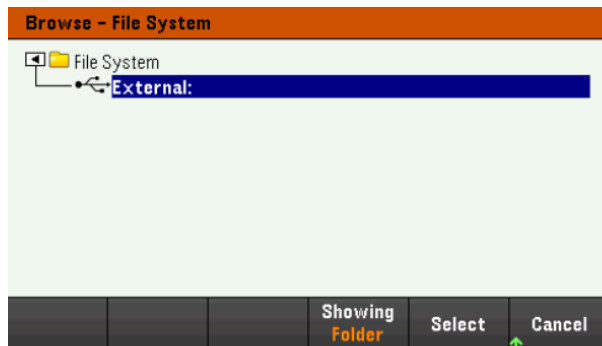 Browse - File System
File System
External:
Showing
Folder
Select
Cancel